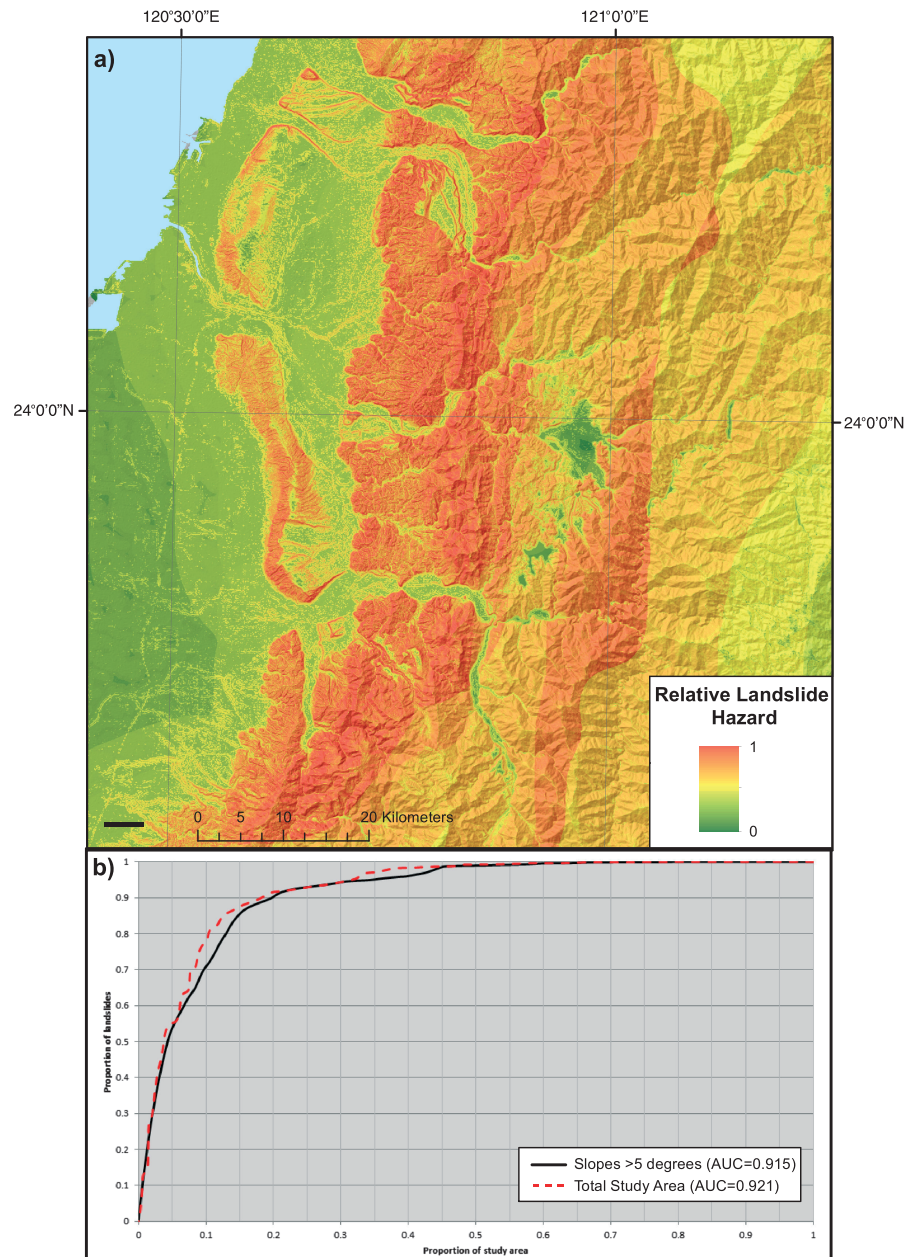 120°30'0"E
121°0'0"E
a)
24°0'0"N
24°0'0"N
Relative Landslide
Hazard
1
0
0 5 10 20 Kilometers
b)
1
0.9
0.8
0.7
0.6
0.5
0.4
0.3
0.2
0.1
0
Proportion of landslides
Slopes >5 degrees (AUC=0.915)
Total Study Area (AUC=0.921)
0 0.1 0.2 0.3 0.4 0.5 0.6 0.7 0.8 0.9 1
Proportion of study area